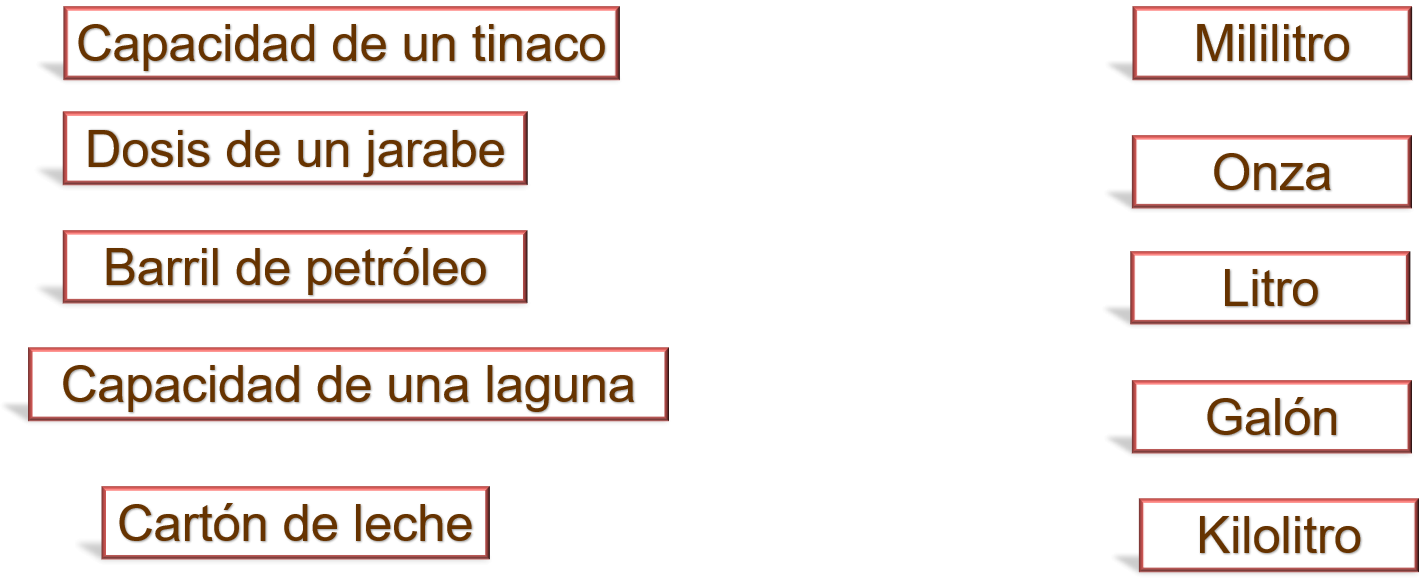 Capacidad de un tinaco
Dosis de un jarabe
Barril de petróleo
Capacidad de una laguna
Cartón de leche
Mililitro
Onza
Litro
Galón
Kilolitro